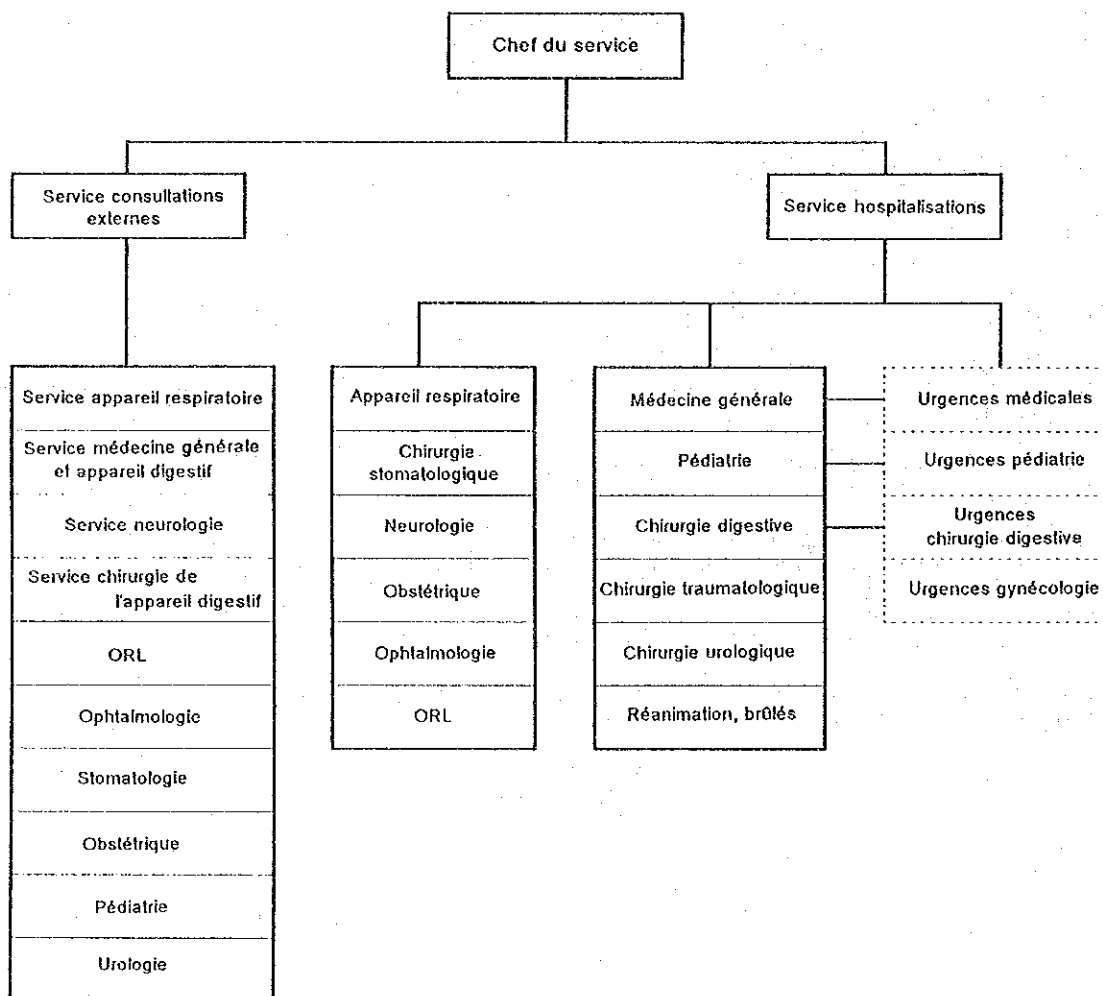 Chef du service
Service consultations
externes
Service hospitalisations
Service appareil respiratoire
Service médecine générale
et appareil digestif
Service neurologie
Service chirurgie de
l'appareil digestif
ORL
Ophtalmologie
Stomatologie
Obstétrique
Pédiatrie
Urologie
Appareil respiratoire
Chirurgie
stomatologique
Neurologie
Obstétrique
Ophtalmologie
ORL
Médecine générale
Pédiatrie
Chirurgie digestive
Chirurgie traumatologique
Chirurgie urologique
Réanimation, brûlés
Urgences médicales
Urgences pédiatrie
Urgences
chirurgie digestive
Urgences gynécologie